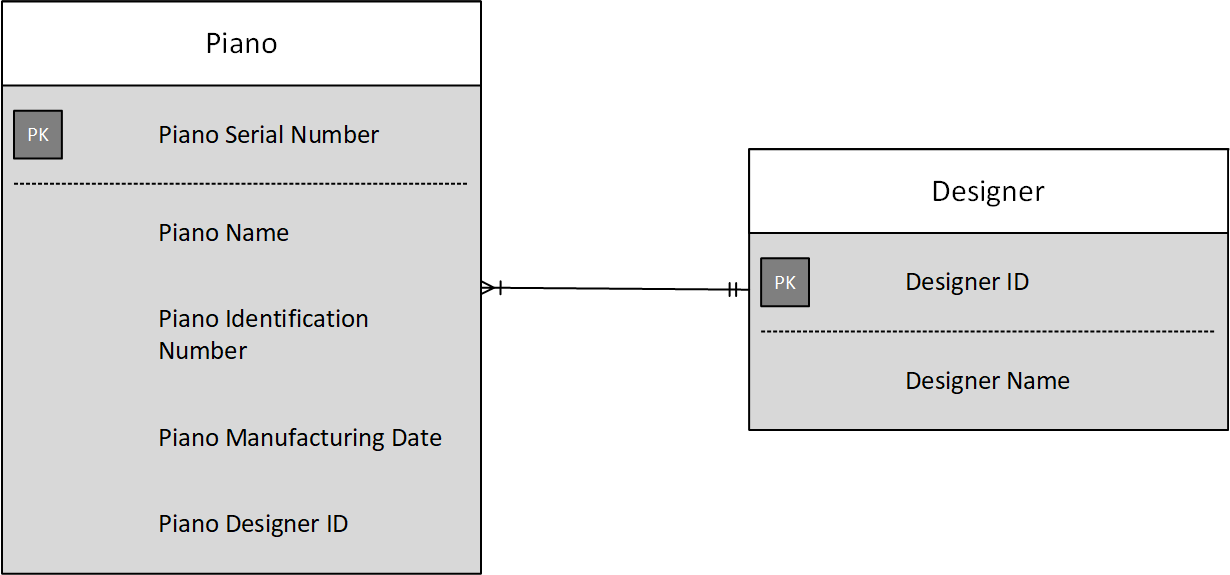 Piano
PK
Piano Serial Number
Piano Name
Piano Identification
Number
Piano Manufacturing Date
Piano Designer ID
Designer
PK
Designer ID
Designer Name